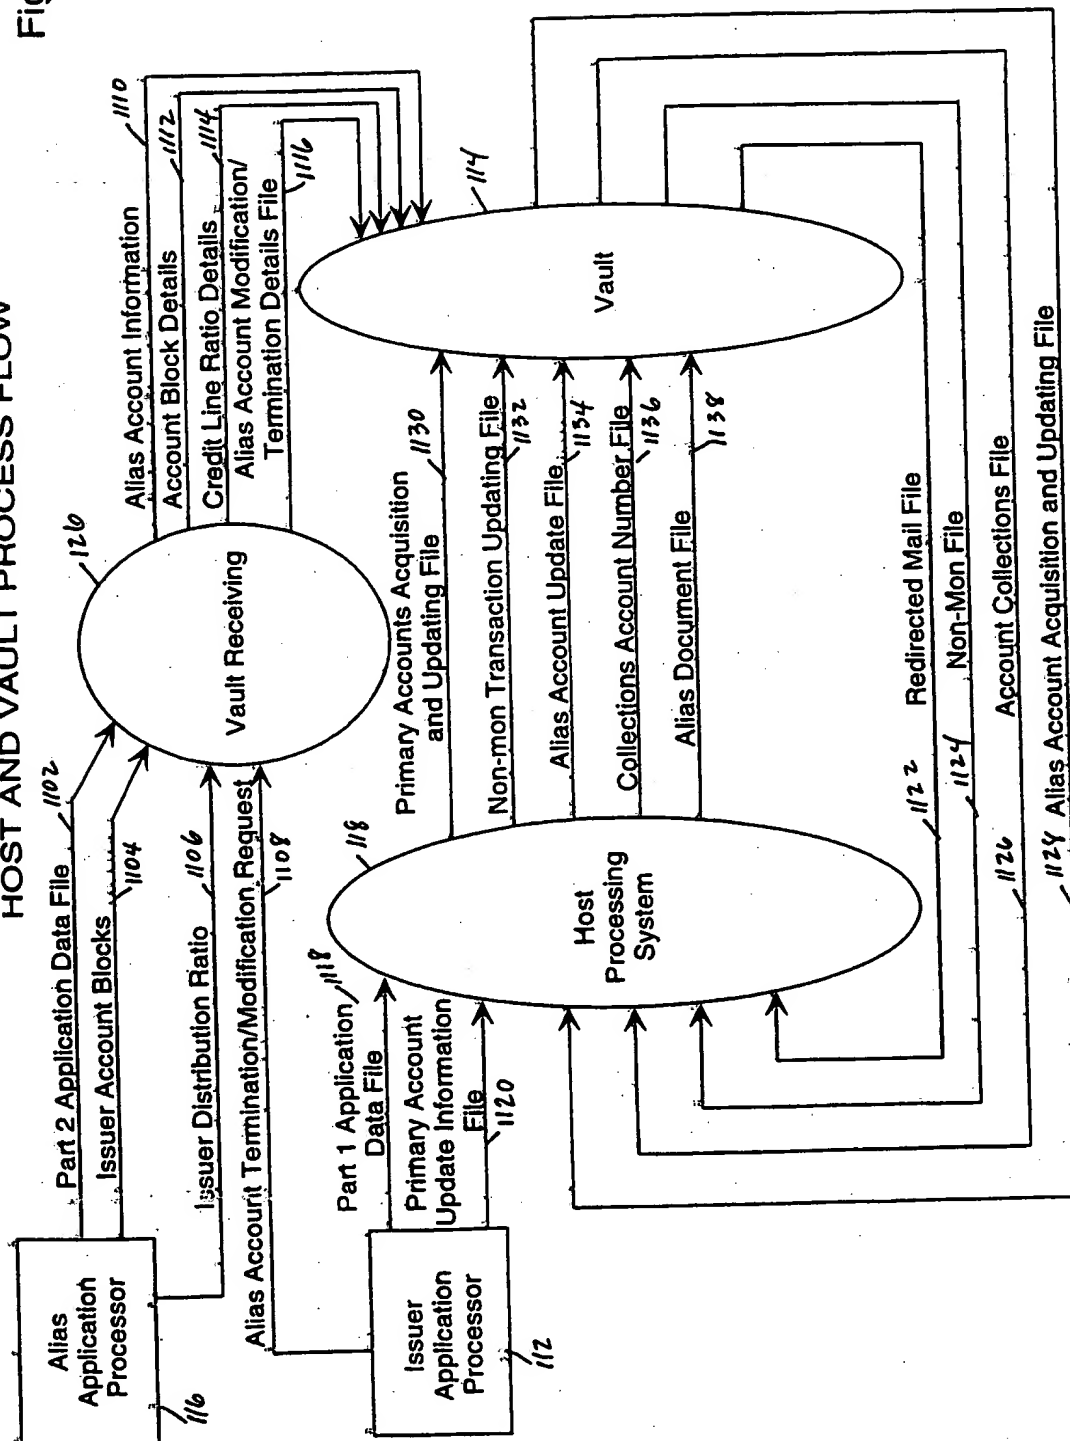 Fig
HOST AND VAULT PROCESS FLOW
Alias
Application
Processor
116
Part 2 Application Data File
1102
Issuer Account Blocks
1104
Issuer Distribution Ratio
1106
Alias Account Termination/Modification Request
1108
Vault Receiving
126
Alias Account Information
1110
Account Block Details
1112
Credit Line Ratio Details
1114
Alias Account Modification/
Termination Details File
1116
Issuer
Application
Processor
112
Part 1 Application
Data File
1118
Primary Account
Update Information
File
1120
Host
Processing
System
118
Primary Accounts Acquisition
and Updating File
1130
Non-mon Transaction Updating File
1132
Alias Account Update File
1134
Collections Account Number File
1136
Alias Document File
1138
Vault
114
1122
Redirected Mail File
1124
Non-Mon File
1126
Account Collections File
1128
Alias Account Acquisition and Updating File